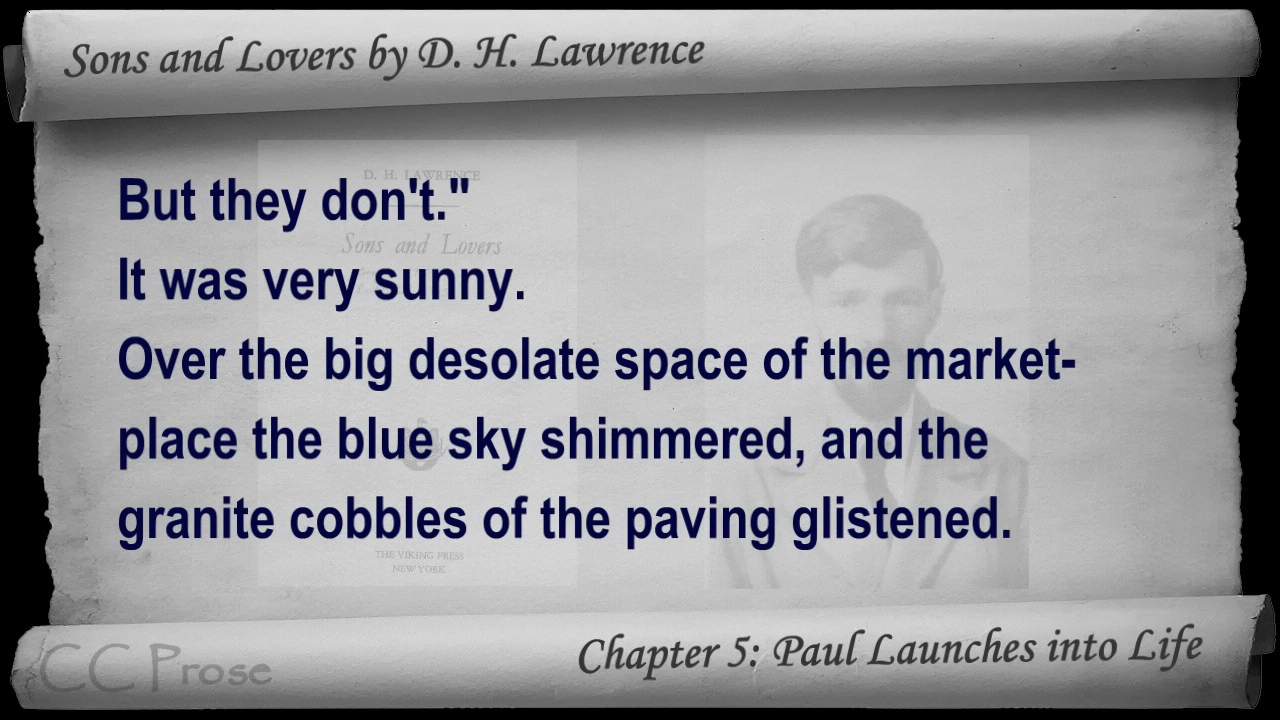 Sons and Lovers by D. H. Lawrence
D. H. LAWRENCE
But they don't."
Sons and Lovers
It was very sunny.
Over the big desolate space of the market-
place the blue sky shimmered, and the
granite cobbles of the paving glistened.
THE VIKING PRESS
NEW YORK
CC Prose
Chapter 5: Paul Launches into Life